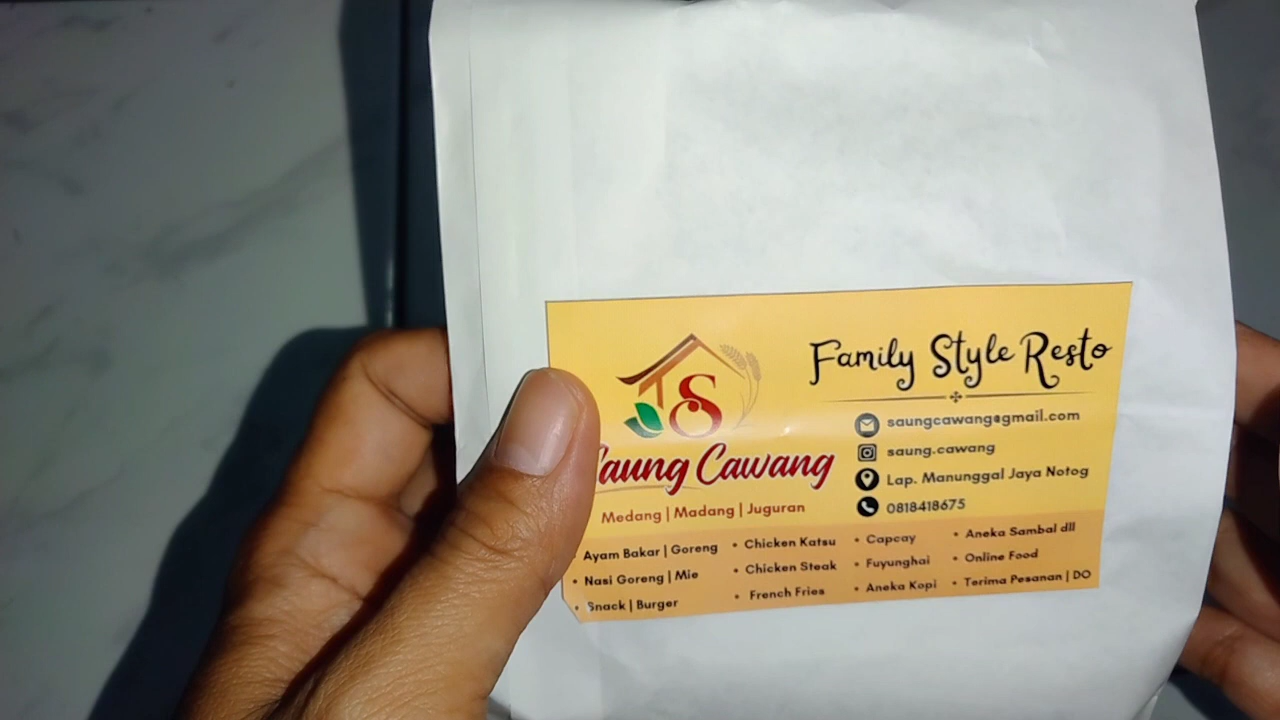 S
Saung Cawang
Medang | Madang | Juguran
Family Style Resto
saungcawang@gmail.com
saung.cawang
Lap. Manunggal Jaya Notog
0818418675
Ayam Bakar | Goreng
• Nasi Goreng | Mie
• Snack | Burger
• Chicken Katsu
• Chicken Steak
• French Fries
• Capcay
• Fuyunghai
• Aneka Kopi
• Aneka Sambal dll
• Online Food
• Terima Pesanan | DO